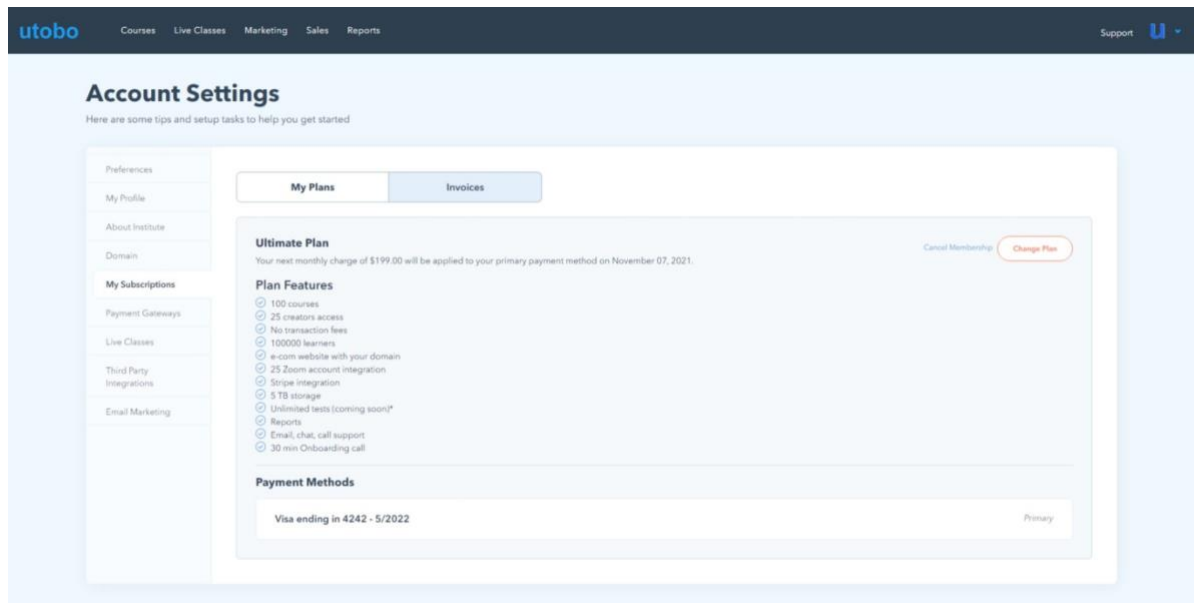 utobo
Courses Live Classes Marketing Sales Reports Support
Account Settings
Here are some tips and setup tasks to help you get started
Preferences
My Profile
About Institute
Domain
My Subscriptions
Payment Gateways
Live Classes
Third Party
Integrations
Email Marketing
My Plans Invoices
Ultimate Plan
Cancel Membership Change Plan
Your next monthly charge of $199.00 will be applied to your primary payment method on November 07, 2021.
Plan Features
100 courses
25 creators access
No transaction fees
100000 learners
e-com website with your domain
25 Zoom account integration
Stripe integration
5 TB storage
Unlimited tests (coming soon)*
Reports
Email, chat, call support
30 min Onboarding call
Payment Methods
Visa ending in 4242 - 5/2022 Primary